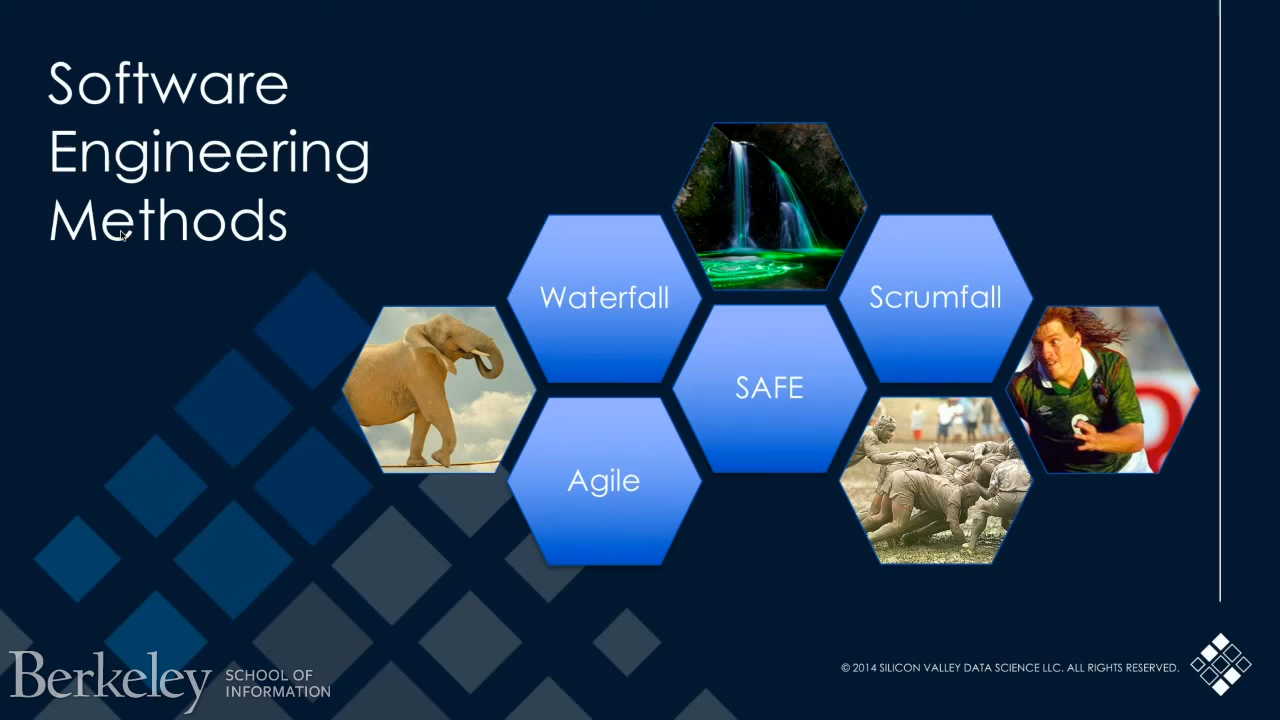 Software
Engineering
Methods
Waterfall
Scrumfall
SAFE
Agile
Berkeley
SCHOOL OF
INFORMATION
© 2014 SILICON VALLEY DATA SCIENCE LLC. ALL RIGHTS RESERVED.